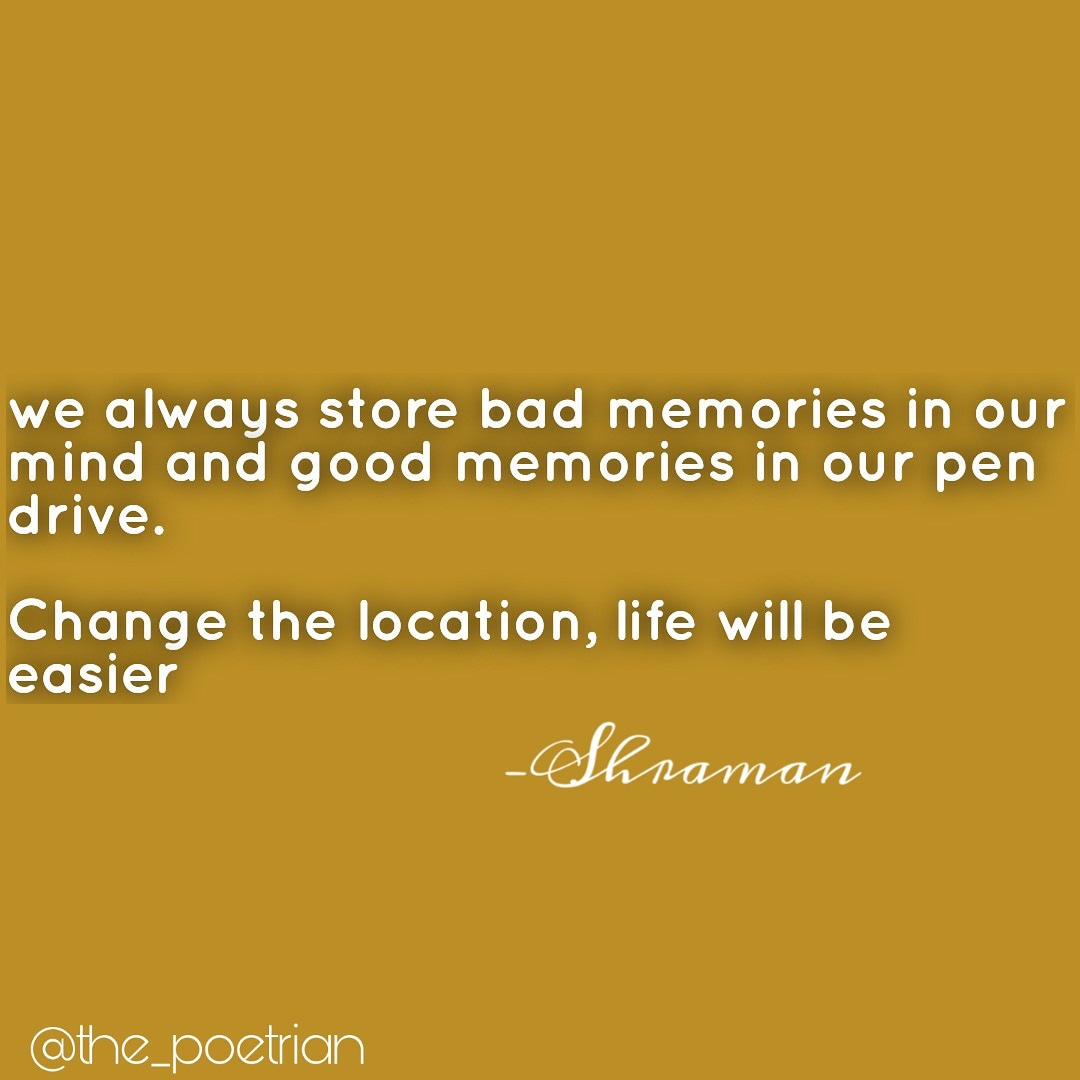 we always store bad memories in our
mind and good memories in our pen
drive.
Change the location, life will be
easier
-Shraman
@the_poetrian